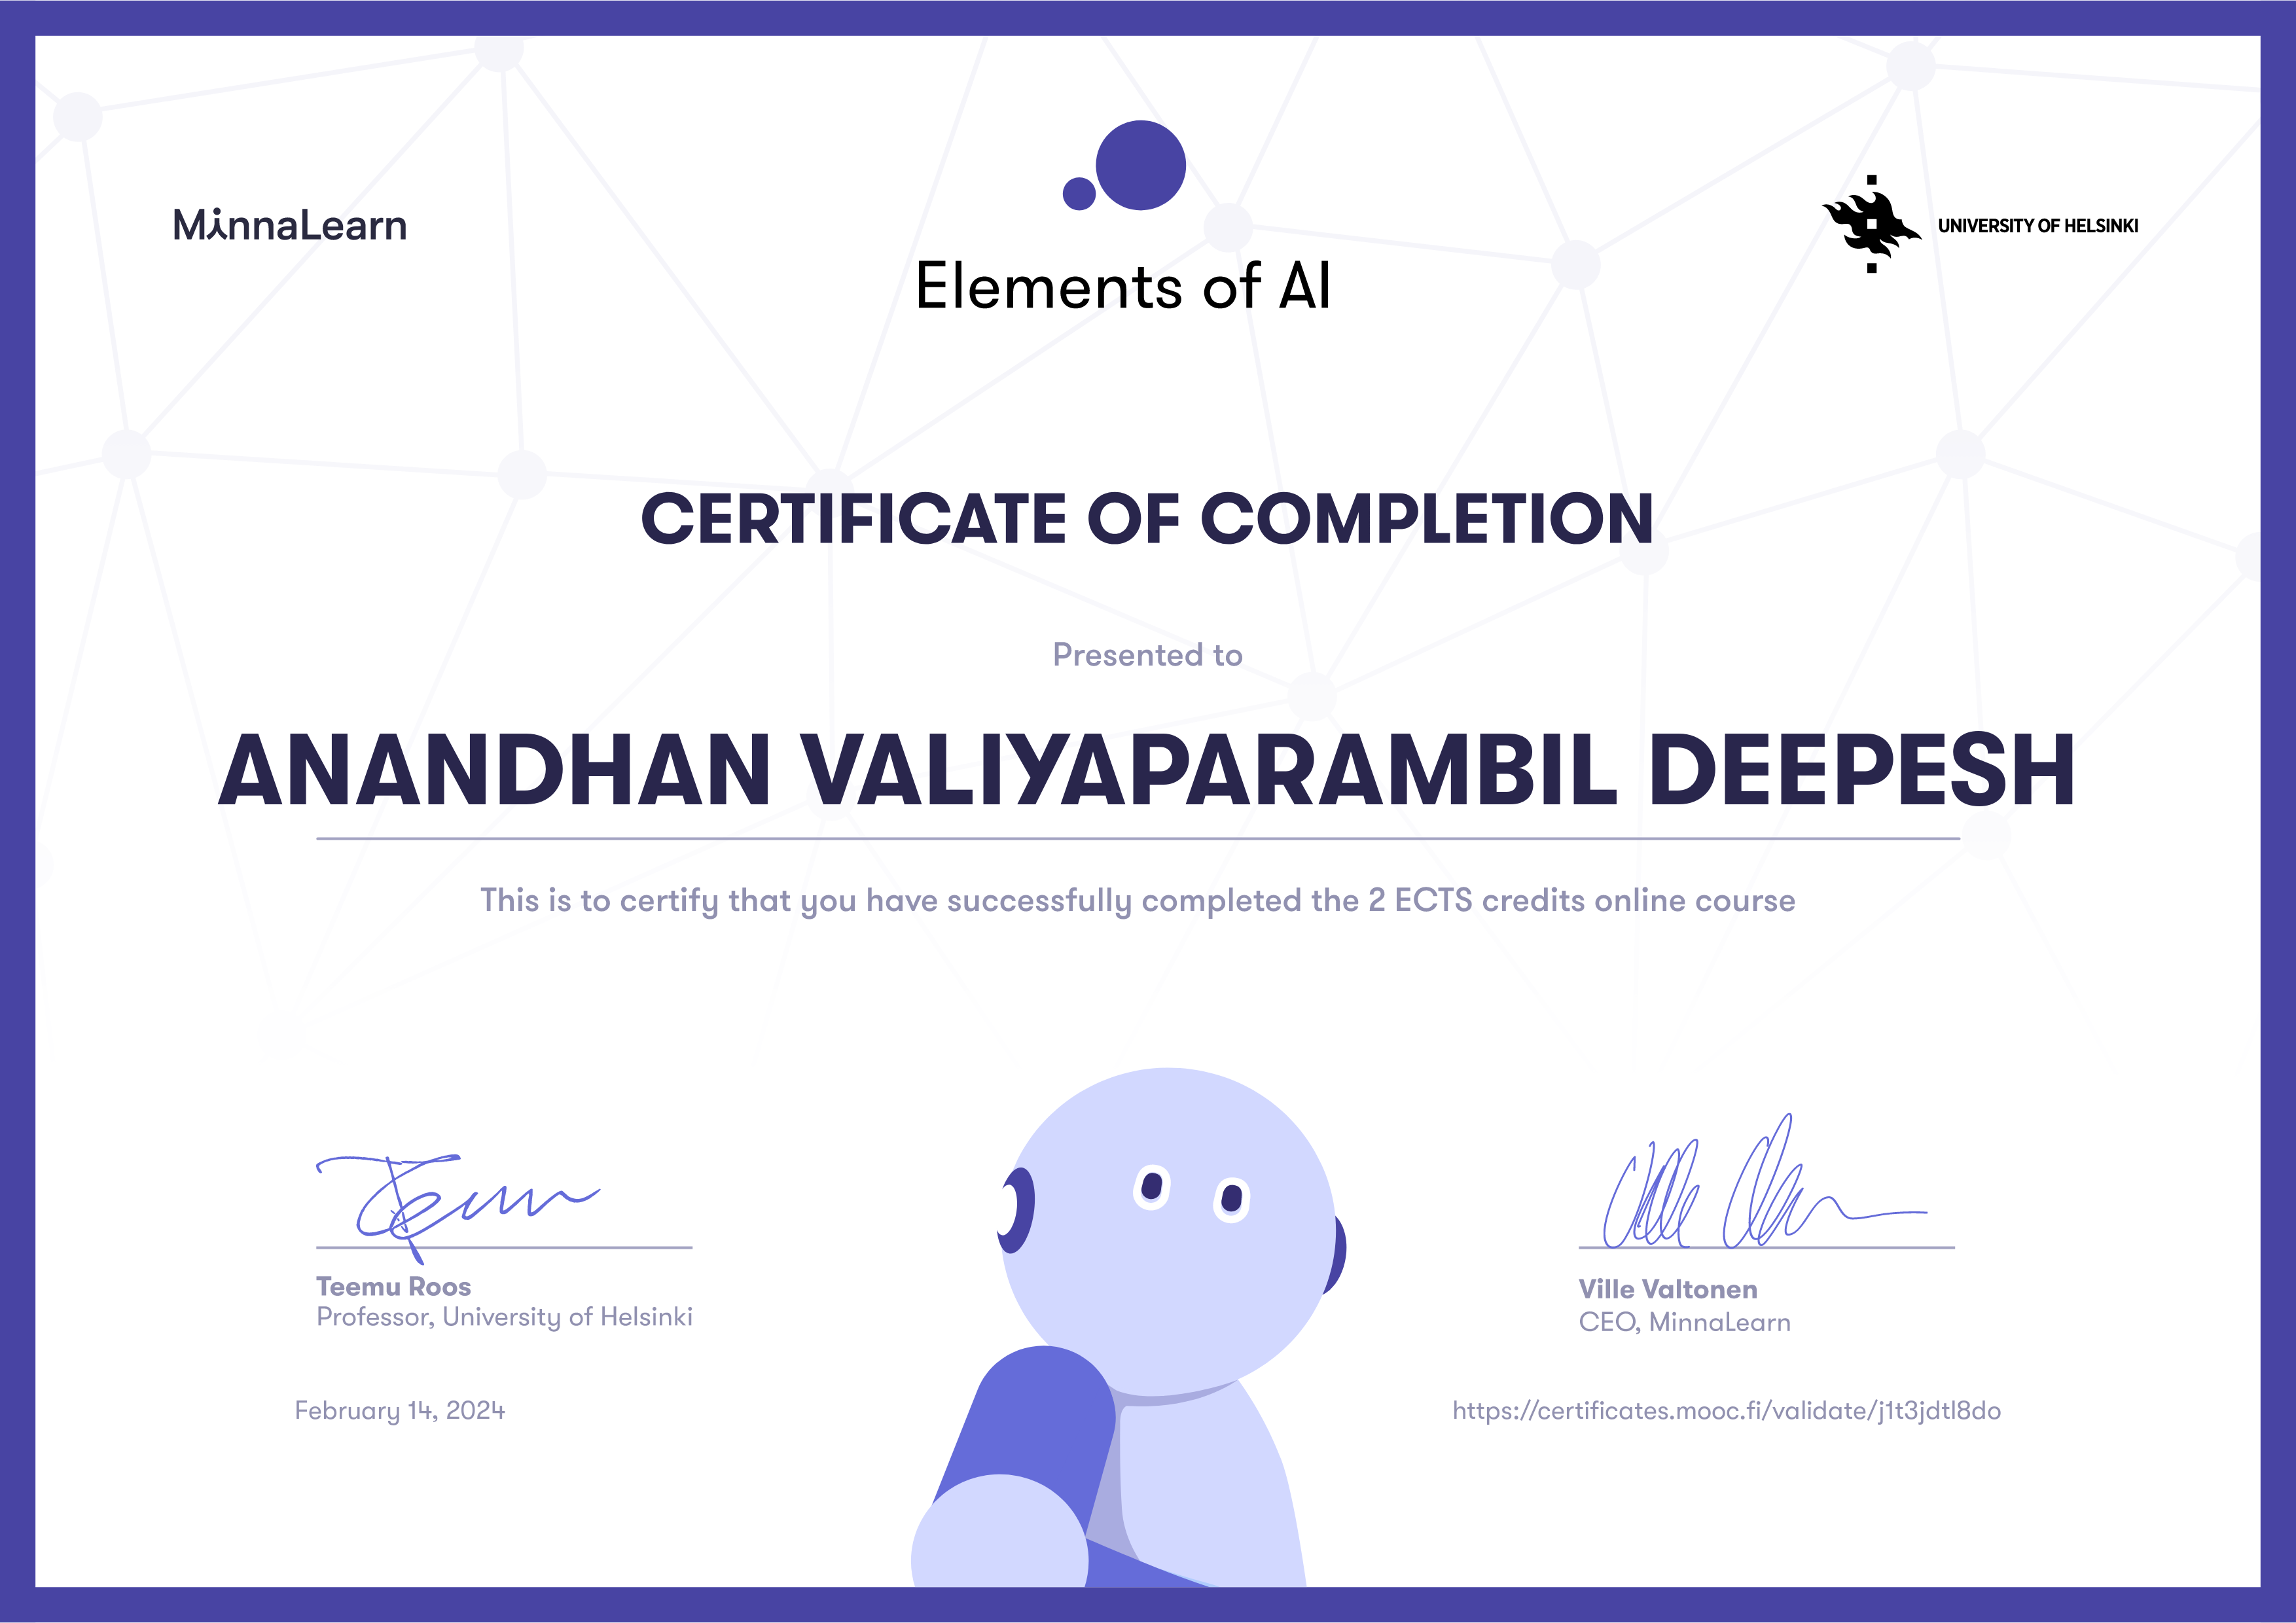 MinnaLearn
Elements of AI
UNIVERSITY OF HELSINKI
CERTIFICATE OF COMPLETION
Presented to
ANANDHAN VALIYAPARAMBIL DEEPESH
This is to certify that you have successfully completed the 2 ECTS credits online course
Teemu Roos
Professor, University of Helsinki
Ville Valtonen
CEO, MinnaLearn
February 14, 2024
https://certificates.mooc.fi/validate/j1t3jdtl8do